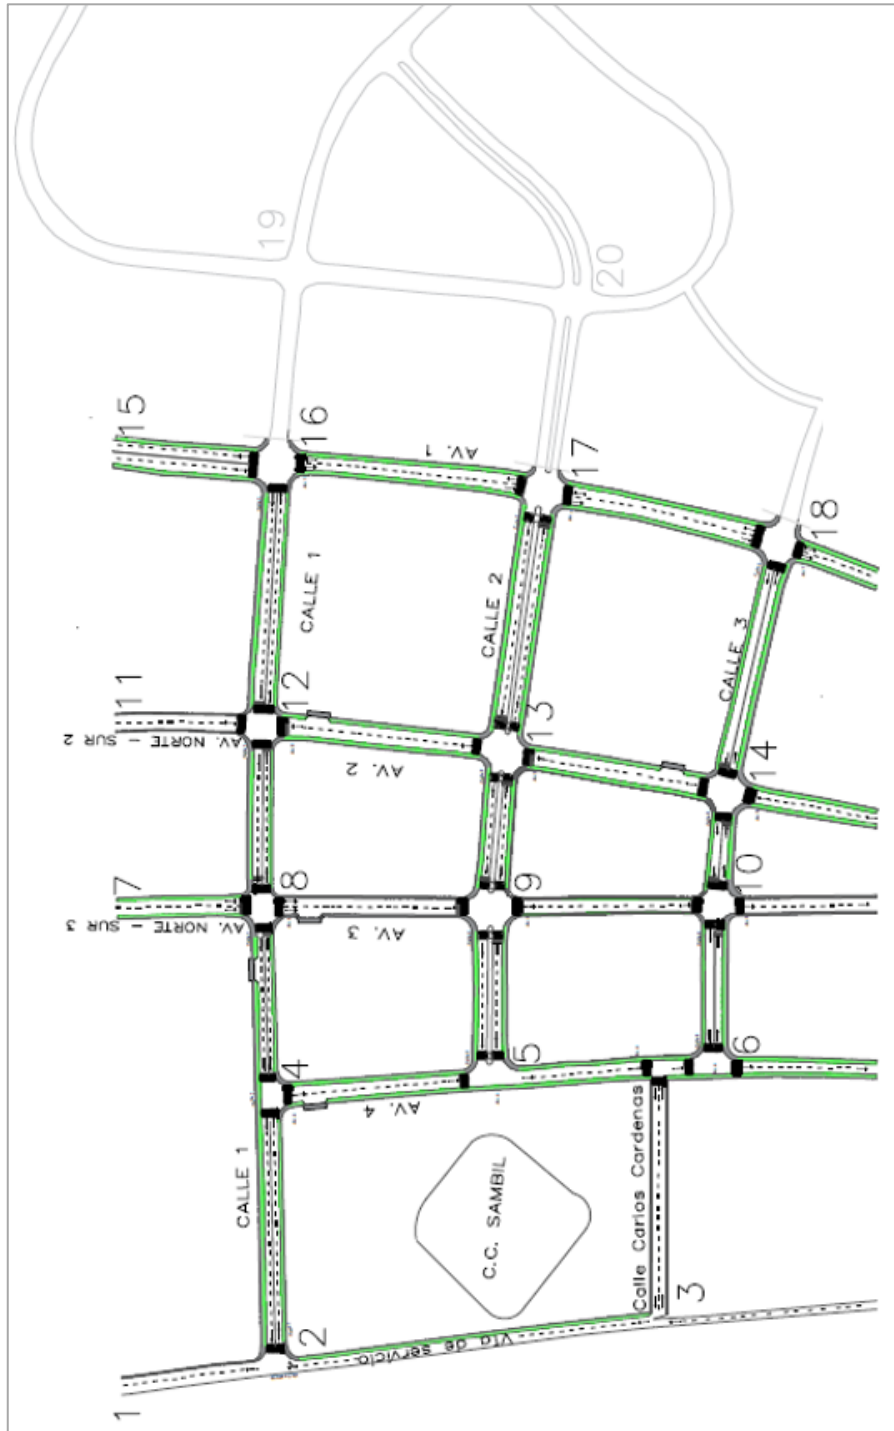 19
20
15
16
AV. 1
17
18
CALLE 1
CALLE 2
CALLE 3
11
12
AV. NORTE - SUR 2
13
AV. 2
14
7
8
AV. NORTE - SUR 3
9
AV. 3
10
4
5
6
AV. 4
CALLE 1
C.C. SAMBIL
Calle Carlos Cardenas
3
2
Via de servicio
1